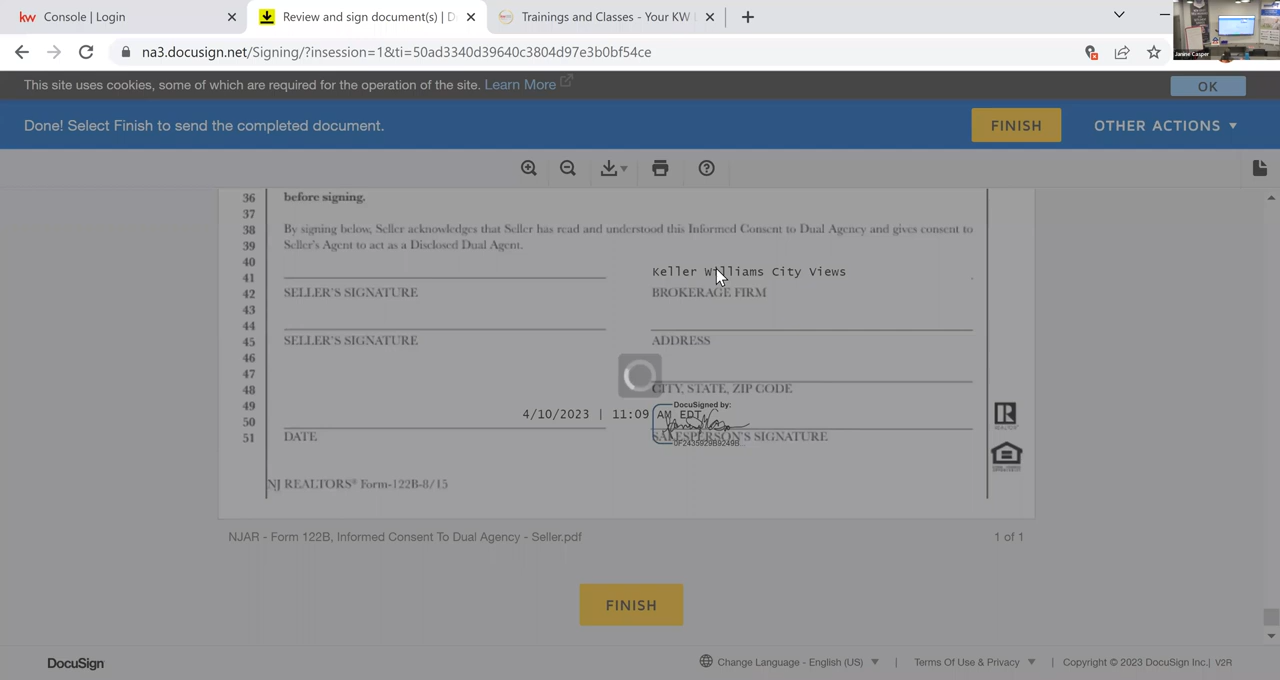 Console | Login
Review and sign document(s) | D
Trainings and Classes - Your KW
na3.docusign.net/Signing/?insession=1&ti=50ad3340d39640c3804d97e3b0bf54ce
Janine Casper
This site uses cookies, some of which are required for the operation of the site. Learn More
OK
Done! Select Finish to send the completed document.
FINISH
OTHER ACTIONS
36 before signing.
37
38 By signing below, Seller acknowledges that Seller has read and understood this Informed Consent to Dual Agency and gives consent to
39 Seller's Agent to act as a Disclosed Dual Agent.
40
41 Keller Williams City Views
42 SELLER'S SIGNATURE BROKERAGE FIRM
43
44
45 SELLER'S SIGNATURE ADDRESS
46
47
48 CITY, STATE, ZIP CODE
49 DocuSigned by:
50 4/10/2023 | 11:09 AM EDT
51 DATE SALESPERSON'S SIGNATURE
0F2435929B9249B...
NJ REALTORS® Form-122B-8/15
NJAR - Form 122B, Informed Consent To Dual Agency - Seller.pdf 1 of 1
FINISH
DocuSign
Change Language - English (US) | Terms Of Use & Privacy | Copyright © 2023 DocuSign Inc. | V2R